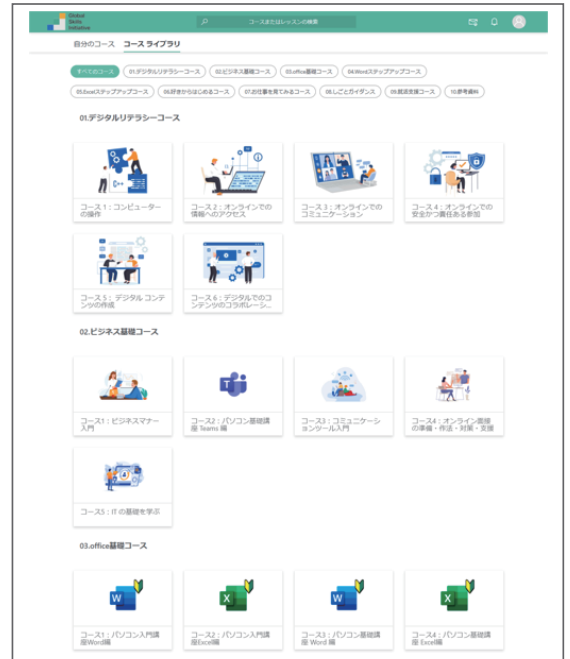 Global
Skills
Initiative
コースまたはレッスンの検索
自分のコース コース ライブラリ
すべてのコース 01.デジタルリテラシーコース 02.ビジネス基礎コース 03.office基礎コース 04.Wordステップアップコース
05.Excelステップアップコース 06.好きからはじめるコース 07.お仕事を見てみるコース 08.しごとガイダンス 09.就活支援コース 10.参考資料
01.デジタルリテラシーコース
コース 1：コンピューター
の操作
コース 2：オンラインでの
情報へのアクセス
コース 3：オンラインでの
コミュニケーション
コース 4：オンラインでの
安全かつ責任ある参加
コース 5： デジタル コンテ
ンツの作成
コース 6：デジタルでのコ
ンテンツのコラボレーシ...
02.ビジネス基礎コース
コース1：ビジネスマナー
入門
コース2：パソコン基礎講
座 Teams 編
コース3：コミュニケーシ
ョンツール入門
コース4：オンライン面接
の準備・作法・対策・支援
コース5：IT の基礎を学ぶ
03.office基礎コース
コース1：パソコン入門講
座Word編
コース2：パソコン入門講
座Excel編
コース3：パソコン基礎講
座 Word 編
コース4：パソコン基礎講
座 Excel編